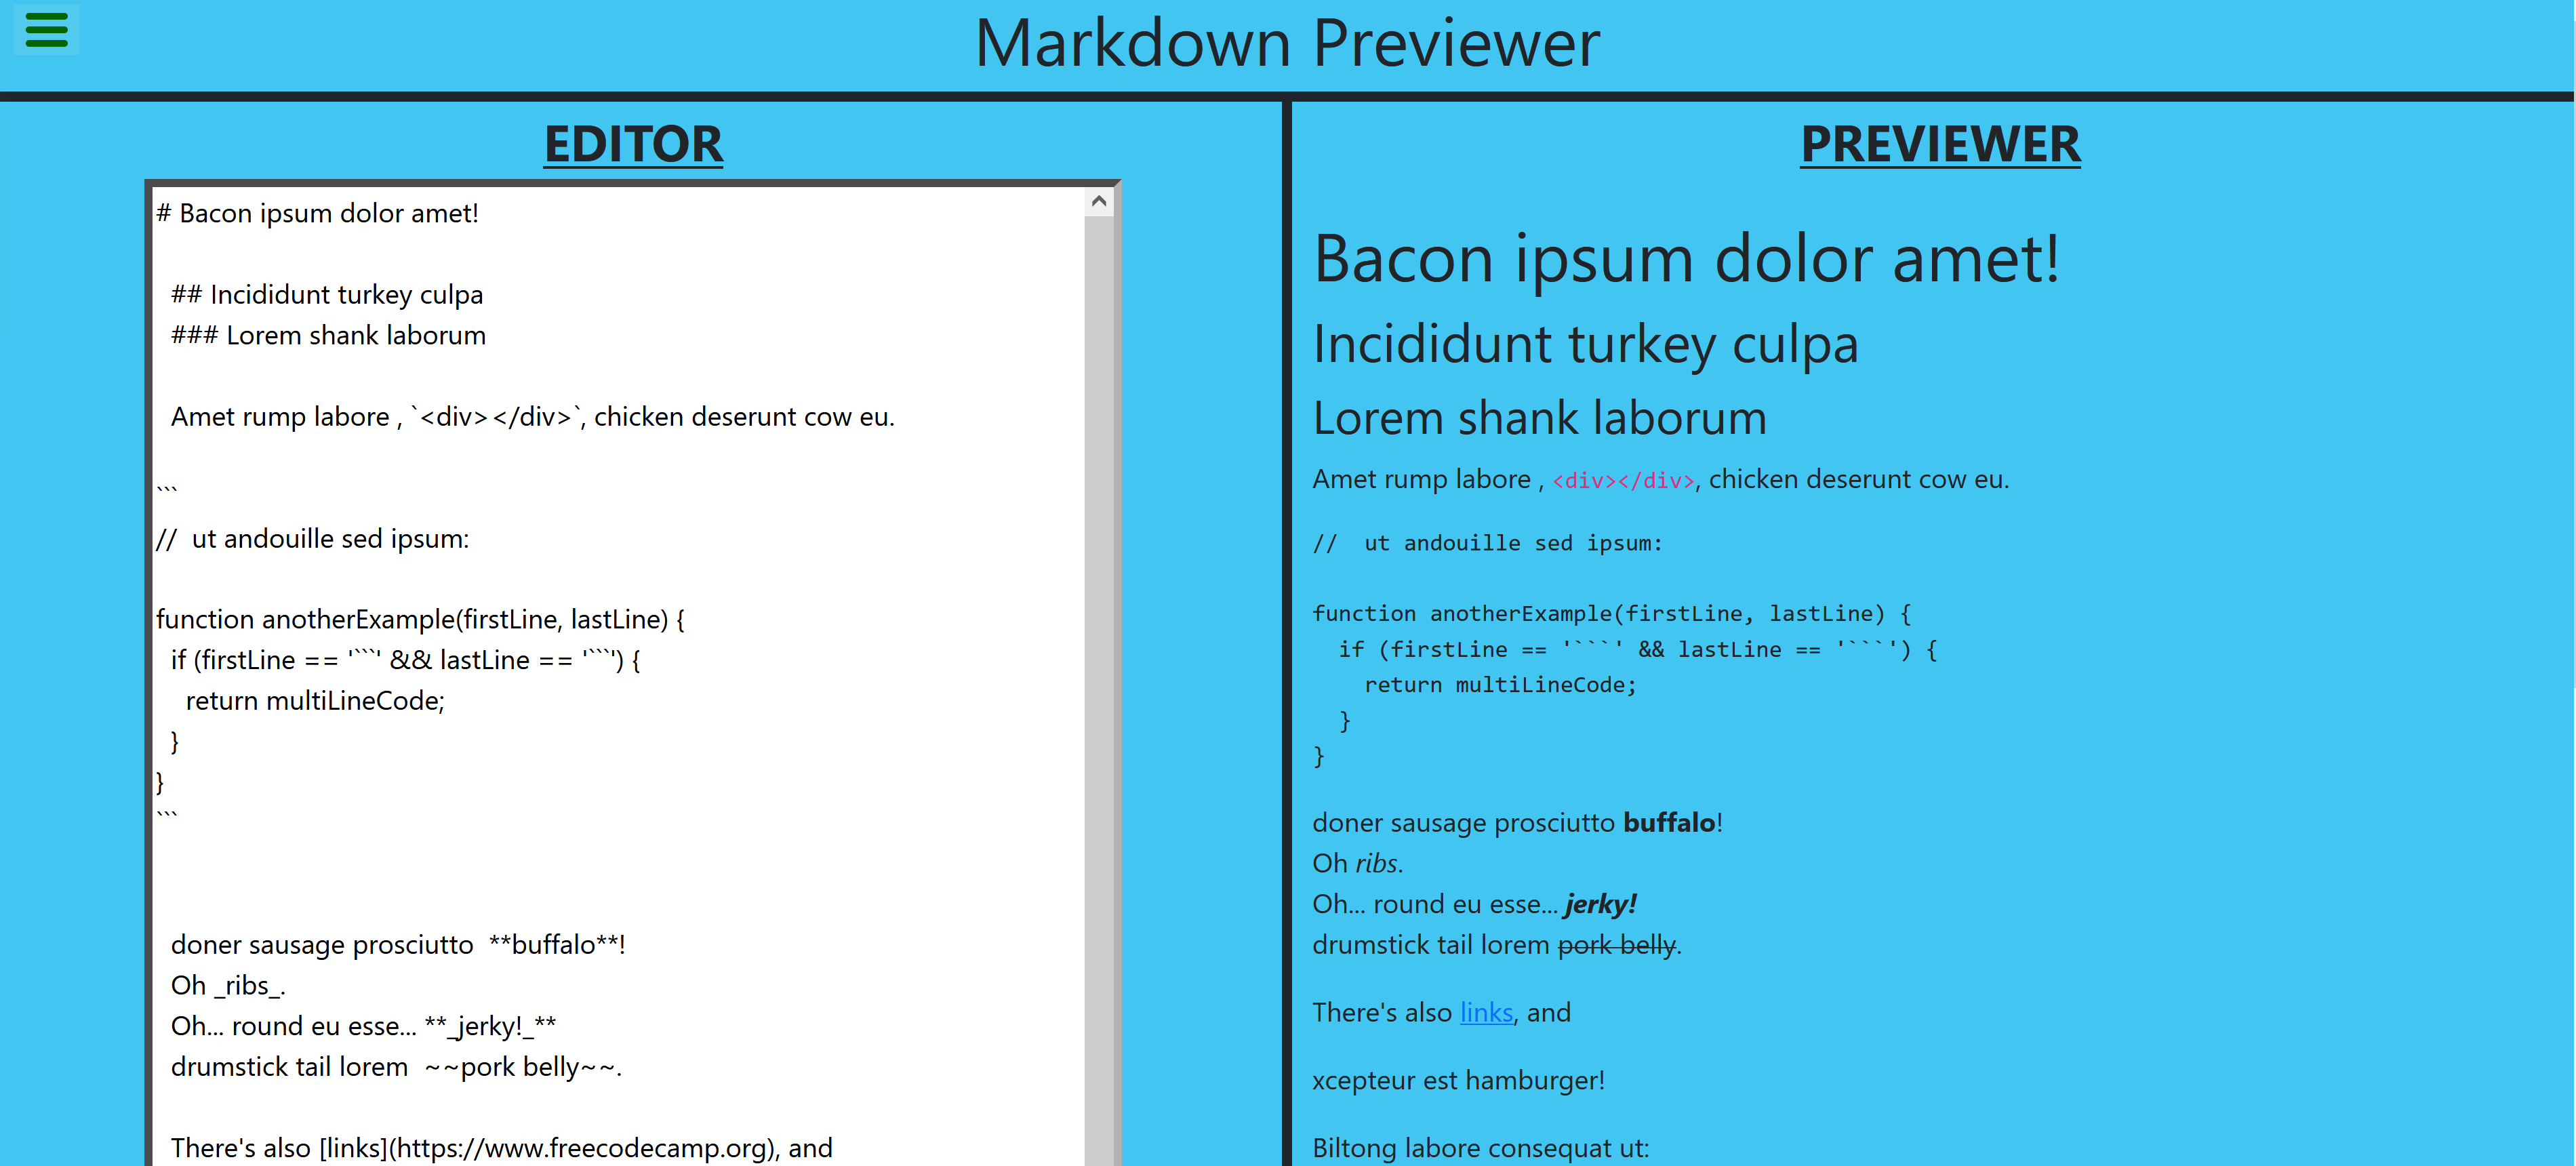 Markdown Previewer
EDITOR
# Bacon ipsum dolor amet!
## Incididunt turkey culpa
### Lorem shank laborum
Amet rump labore , `<div></div>`, chicken deserunt cow eu.
```
//  ut andouille sed ipsum:
function anotherExample(firstLine, lastLine) {
  if (firstLine == '```' && lastLine == '```') {
    return multiLineCode;
  }
}
```
doner sausage prosciutto  **buffalo**!
Oh _ribs_.
Oh... round eu esse... **_jerky!_**
drumstick tail lorem  ~~pork belly~~.
There's also [links](https://www.freecodecamp.org), and
PREVIEWER
Bacon ipsum dolor amet!
Incididunt turkey culpa
Lorem shank laborum
Amet rump labore , <div></div>, chicken deserunt cow eu.
//  ut andouille sed ipsum:
function anotherExample(firstLine, lastLine) {
  if (firstLine == '```' && lastLine == '```') {
    return multiLineCode;
  }
}
doner sausage prosciutto buffalo!
Oh ribs.
Oh... round eu esse... jerky!
drumstick tail lorem pork belly.
There's also links, and
xcepteur est hamburger!
Biltong labore consequat ut: